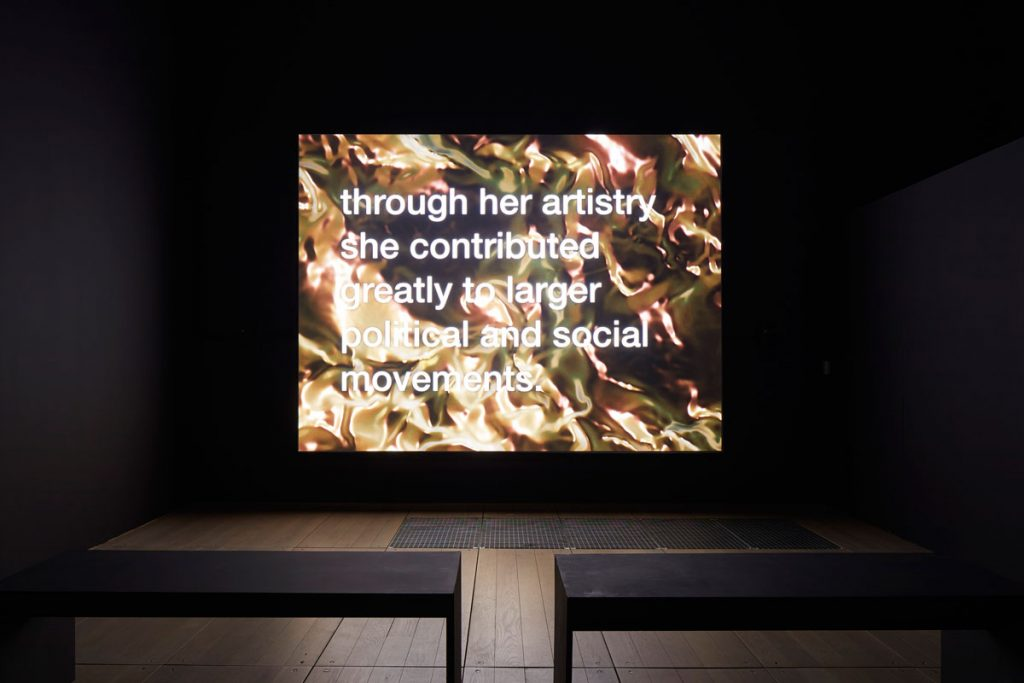 through her artistry
she contributed
greatly to larger
political and social
movements.